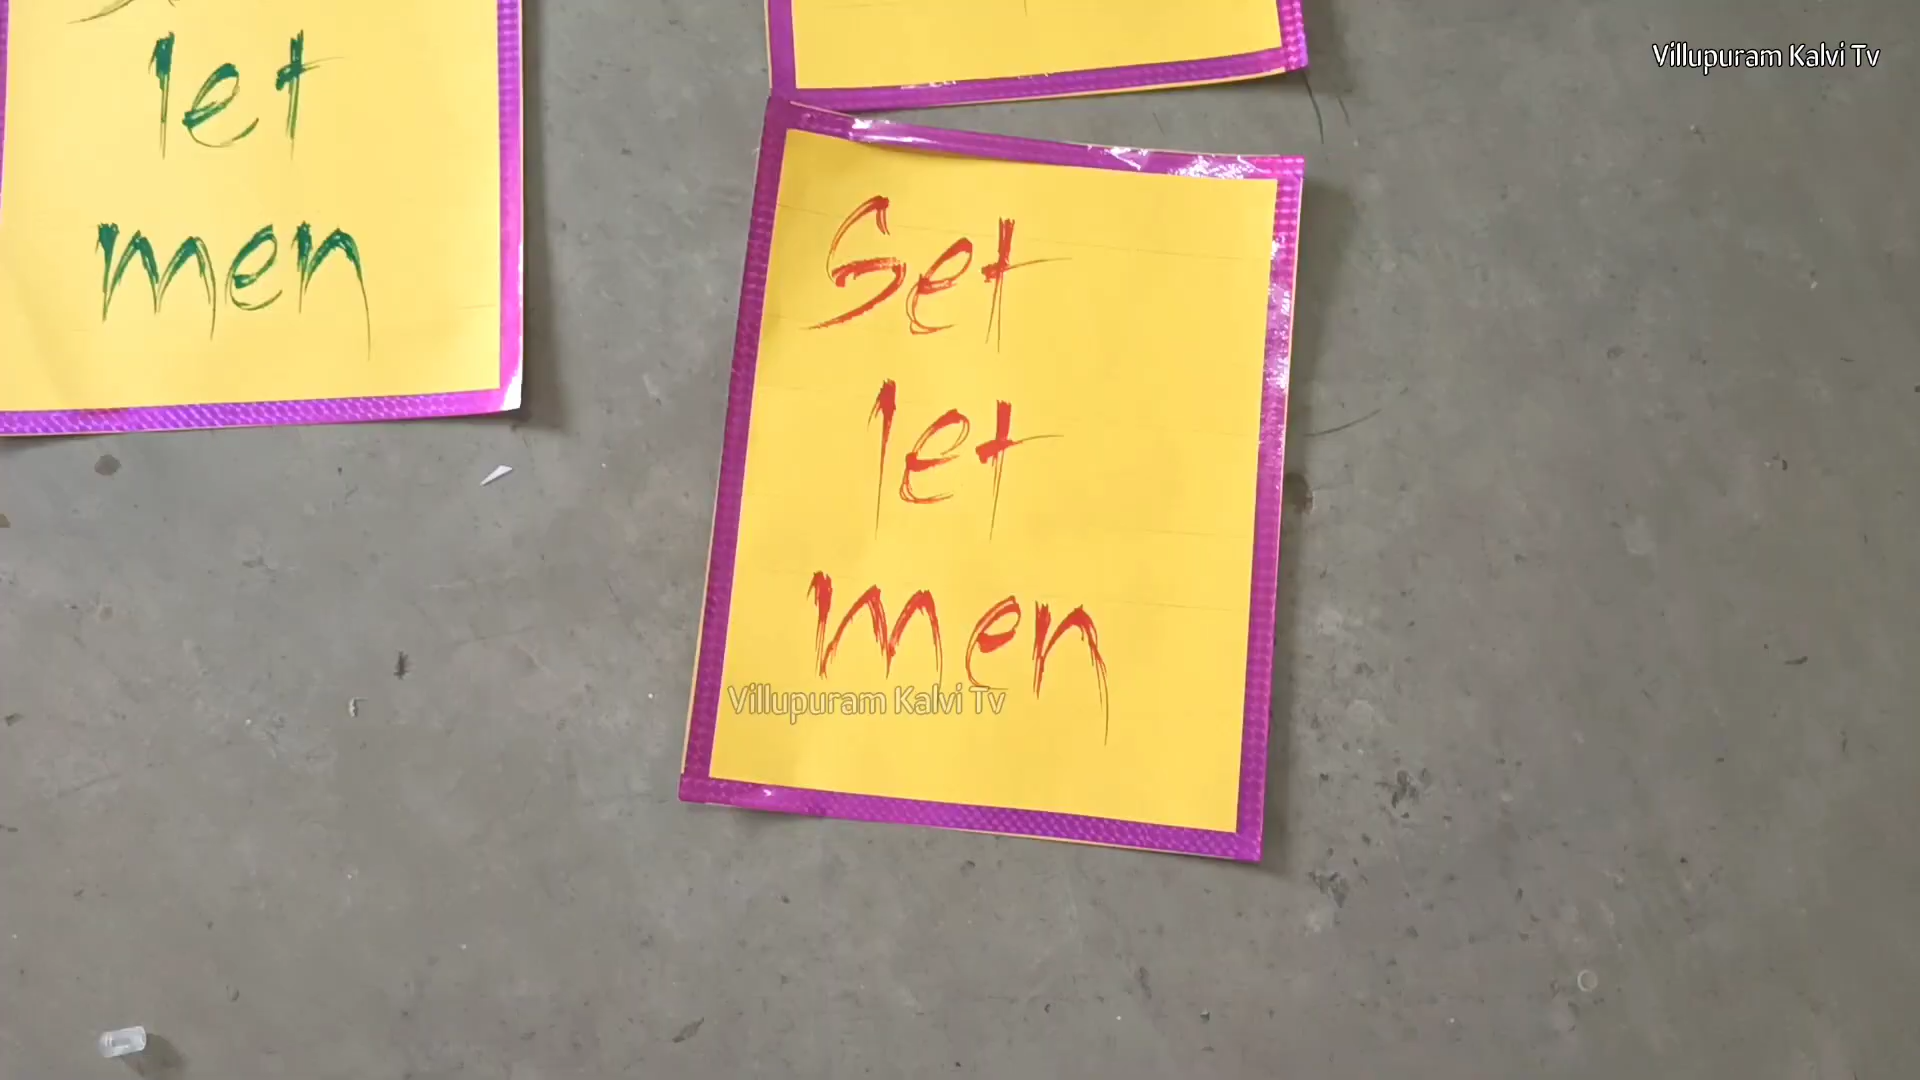 let
men
Set
let
men
Villupuram Kalvi Tv
Villupuram Kalvi Tv